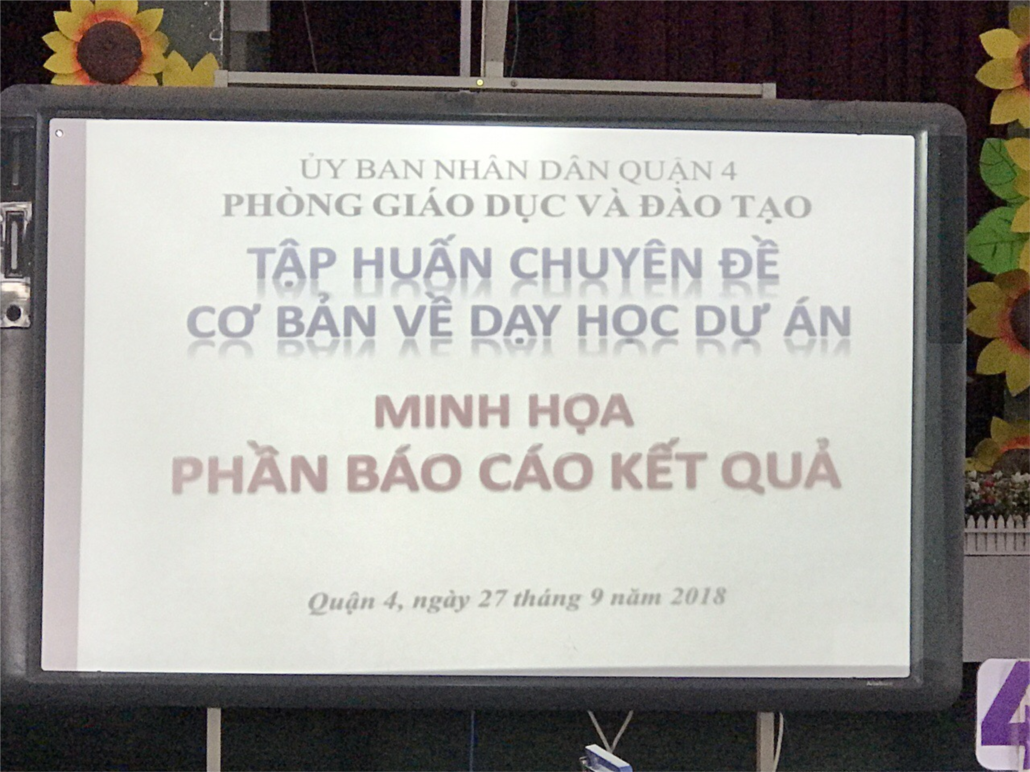 ỦY BAN NHÂN DÂN QUẬN 4
PHÒNG GIÁO DỤC VÀ ĐÀO TẠO
TẬP HUẤN CHUYÊN ĐỀ
CƠ BẢN VỀ DẠY HỌC DỰ ÁN
MINH HỌA
PHẦN BÁO CÁO KẾT QUẢ
Quận 4, ngày 27 tháng 9 năm 2018
4